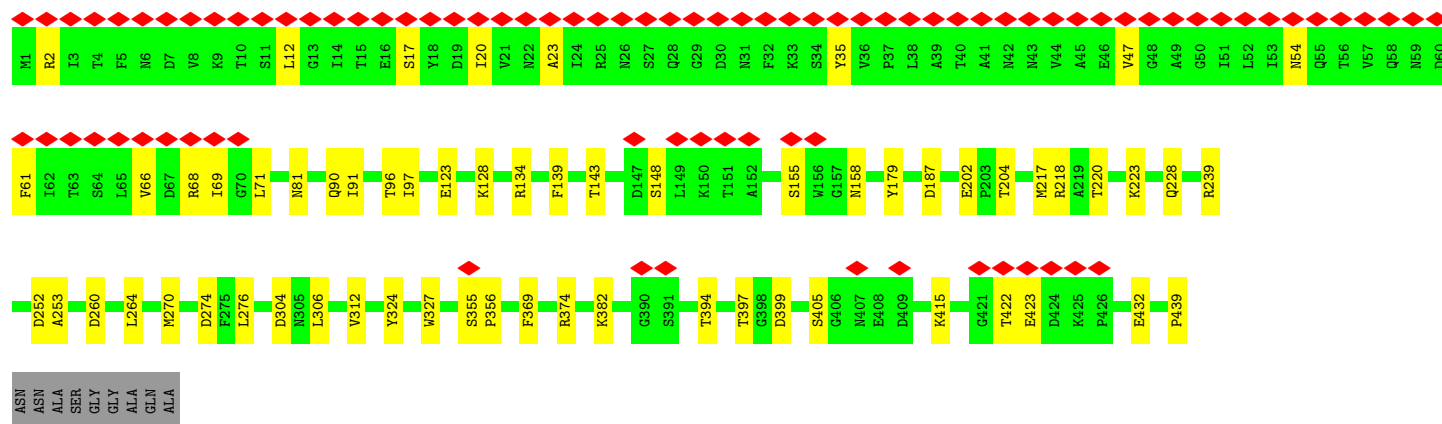 M1 R2 I3 T4 F5 N6 D7 V8 K9 T10 S11 L12 G13 I14 T15 E16 S17 Y18 D19 I20 V21 N22 A23 I24 R25 N26 S27 Q28 G29 D30 N31 F32 K33 S34 Y35 V36 P37 L38 A39 T40 A41 N42 N43 V44 A45 E46 V47 G48 A49 G50 I51 L52 I53 N54 Q55 T56 V57 Q58 N59 D60
F61 I62 T63 S64 L65 V66 D67 R68 I69 G70 L71 N81 Q90 I91 T96 I97 E123 K128 R134 F139 T143 D147 S148 L149 K150 T151 A152 S155 W156 G157 N158 Y179 D187 E202 P203 T204 M217 R218 A219 T220 K223 Q228 R239
D252 A253 D260 L264 M270 D274 F275 L276 D304 N305 L306 V312 Y324 W327 S355 P356 F369 R374 K382 G390 S391 T394 T397 G398 D399 S405 G406 N407 E408 D409 K415 G421 T422 E423 D424 K425 P426 E432 P439
ASN ASN ALA SER GLY GLY ALA GLN ALA